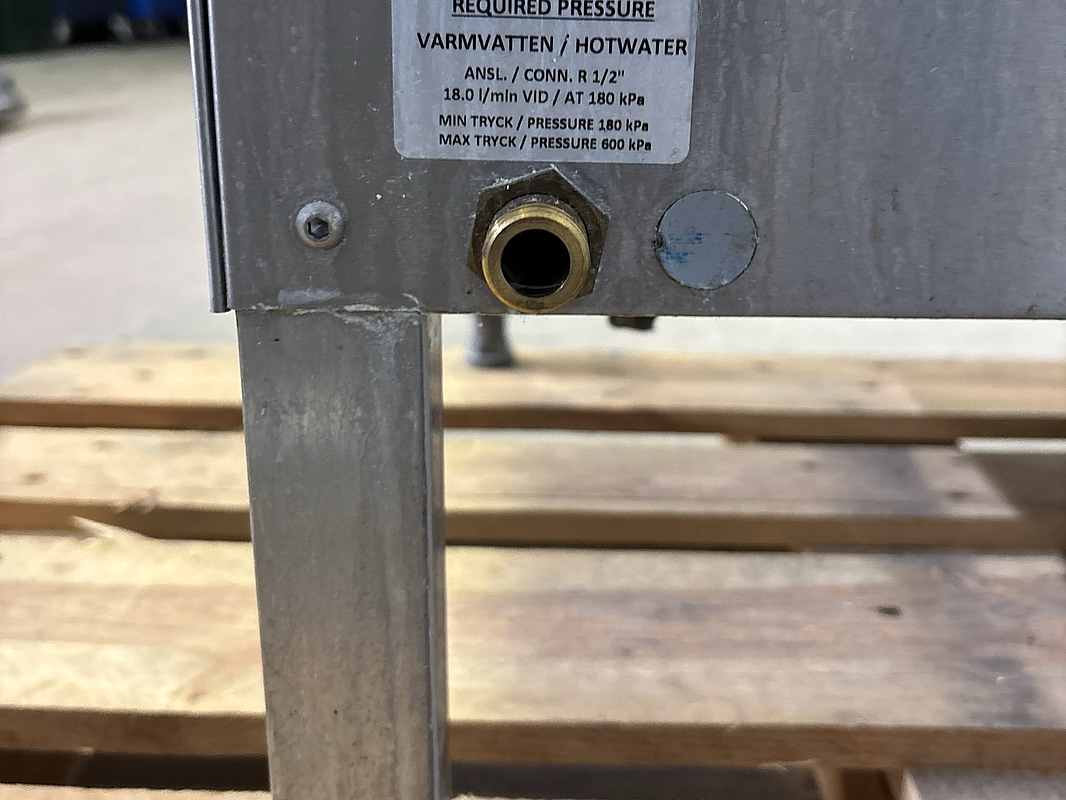 REQUIRED PRESSURE
VARMVATTEN / HOTWATER
ANSL. / CONN. R 1/2"
18.0 l/min VID / AT 180 kPa
MIN TRYCK / PRESSURE 180 kPa
MAX TRYCK / PRESSURE 600 kPa